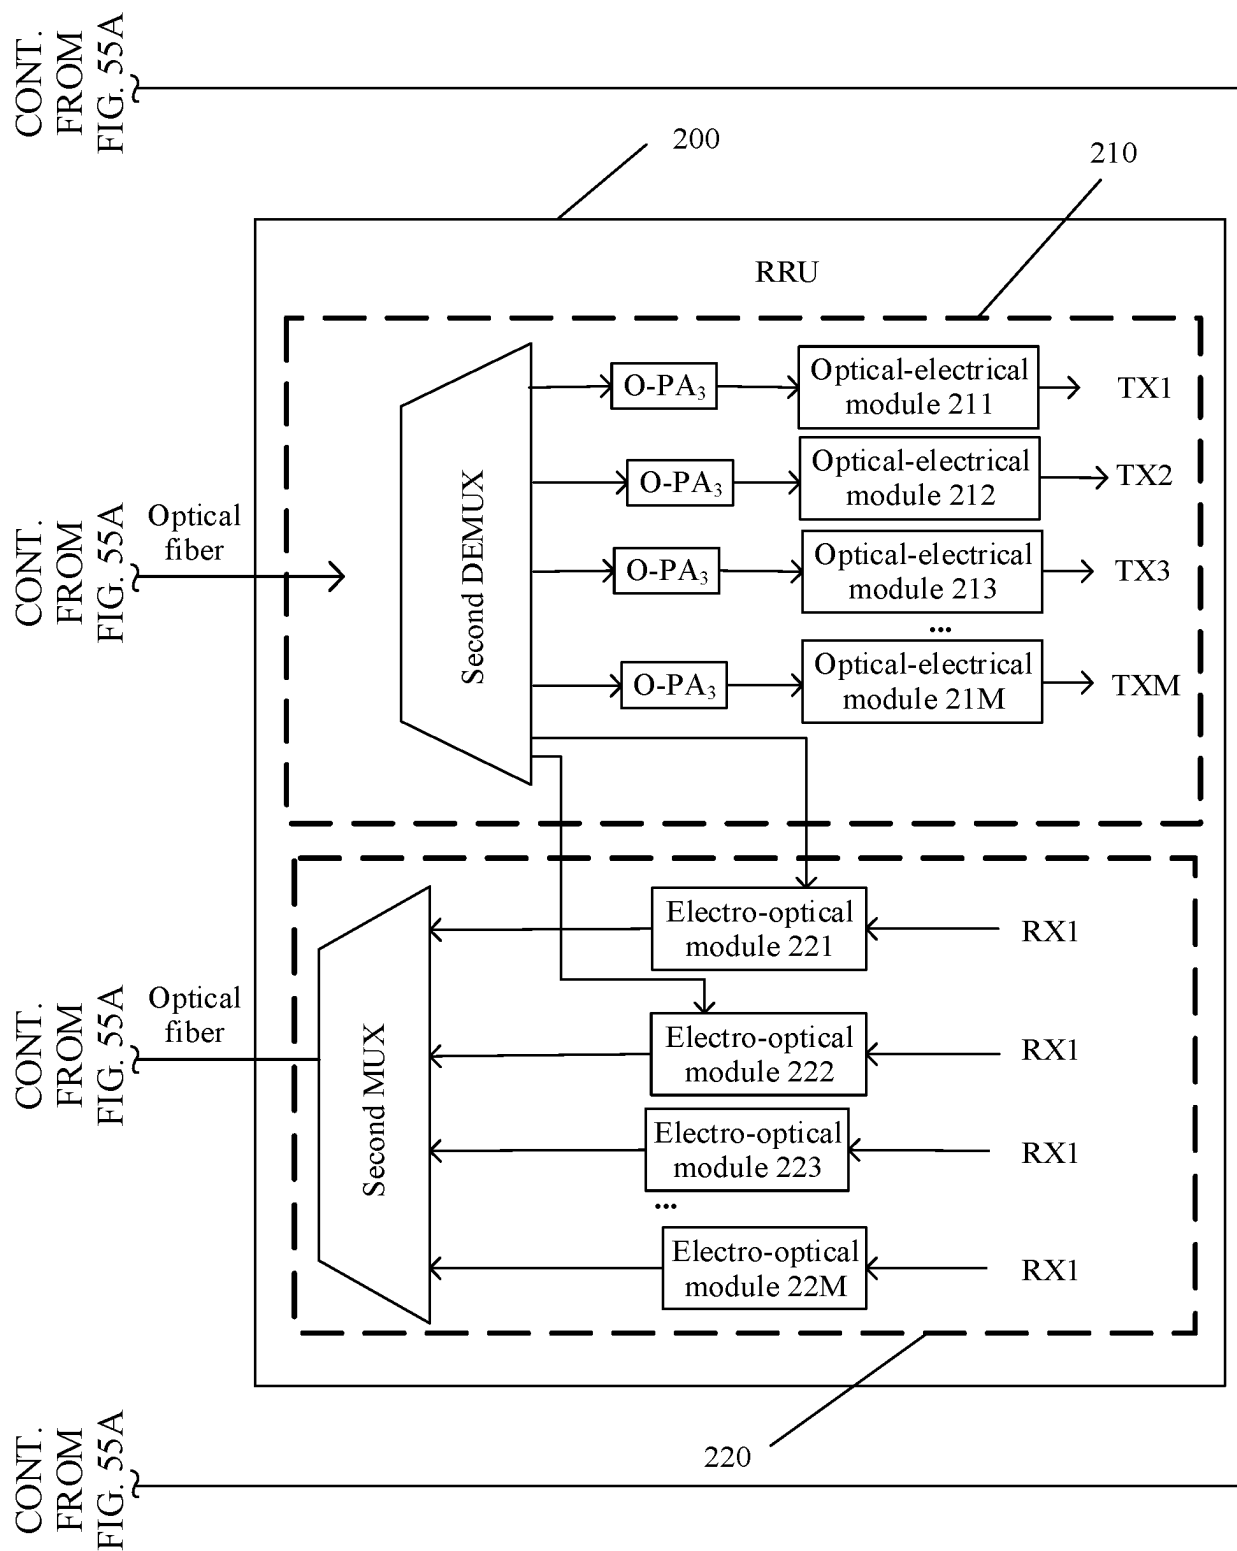 CONT.
FROM
FIG. 55A
200
210
RRU
O-PA3
Optical-electrical
module 211
TX1
O-PA3
Optical-electrical
module 212
TX2
Second DEMUX
CONT.
FROM
FIG. 55A
Optical
fiber
O-PA3
Optical-electrical
module 213
TX3
...
O-PA3
Optical-electrical
module 21M
TXM
Electro-optical
module 221
RX1
CONT.
FROM
FIG. 55A
Optical
fiber
Second MUX
Electro-optical
module 222
RX1
Electro-optical
module 223
RX1
...
Electro-optical
module 22M
RX1
220
CONT.
FROM
FIG. 55A